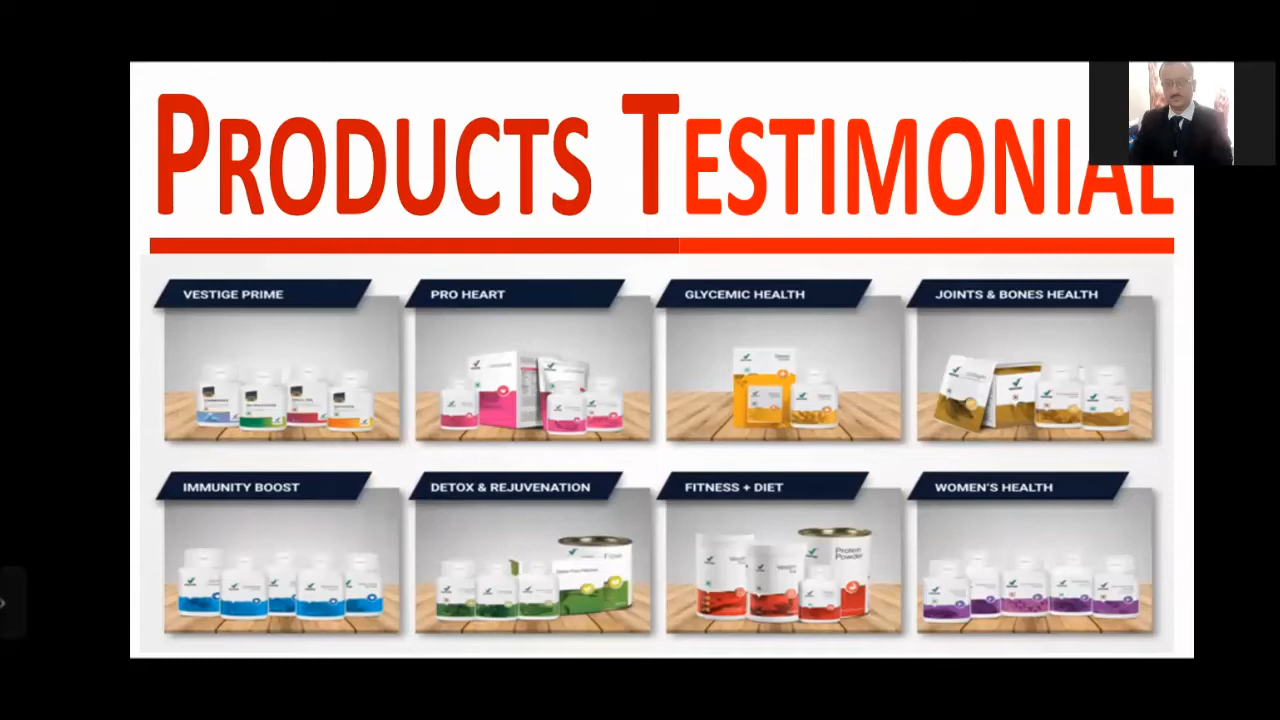 PRODUCTS TESTIMONIAL
VESTIGE PRIME
PRO HEART
GLYCEMIC HEALTH
JOINTS & BONES HEALTH
IMMUNITY BOOST
DETOX & REJUVENATION
FITNESS + DIET
WOMEN'S HEALTH
Protein
Powder